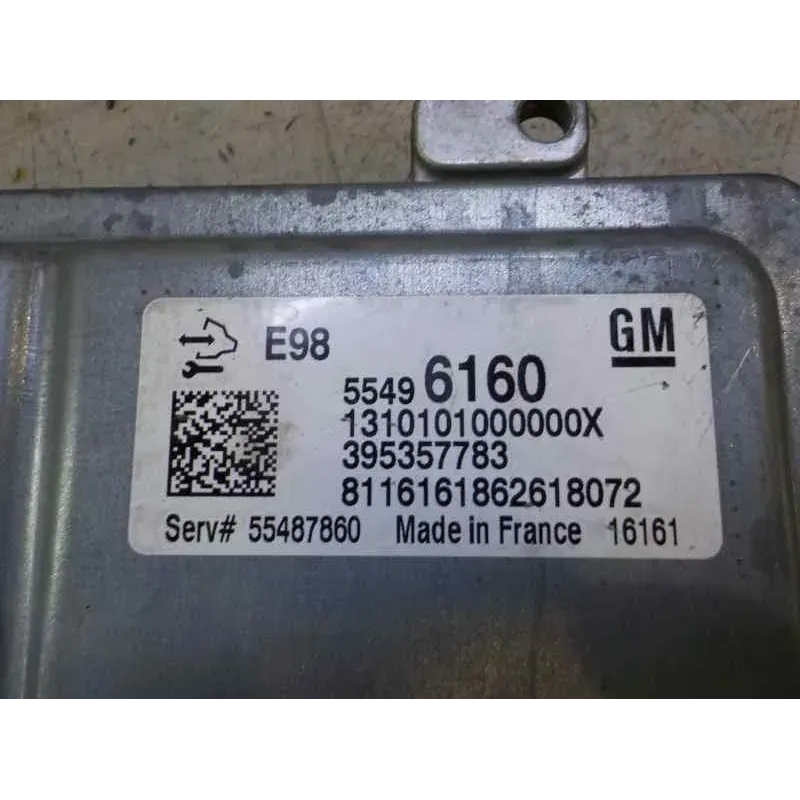 E98
GM
5549 6160
1310101000000X
395357783
8116161862618072
Serv# 55487860 Made in France 16161